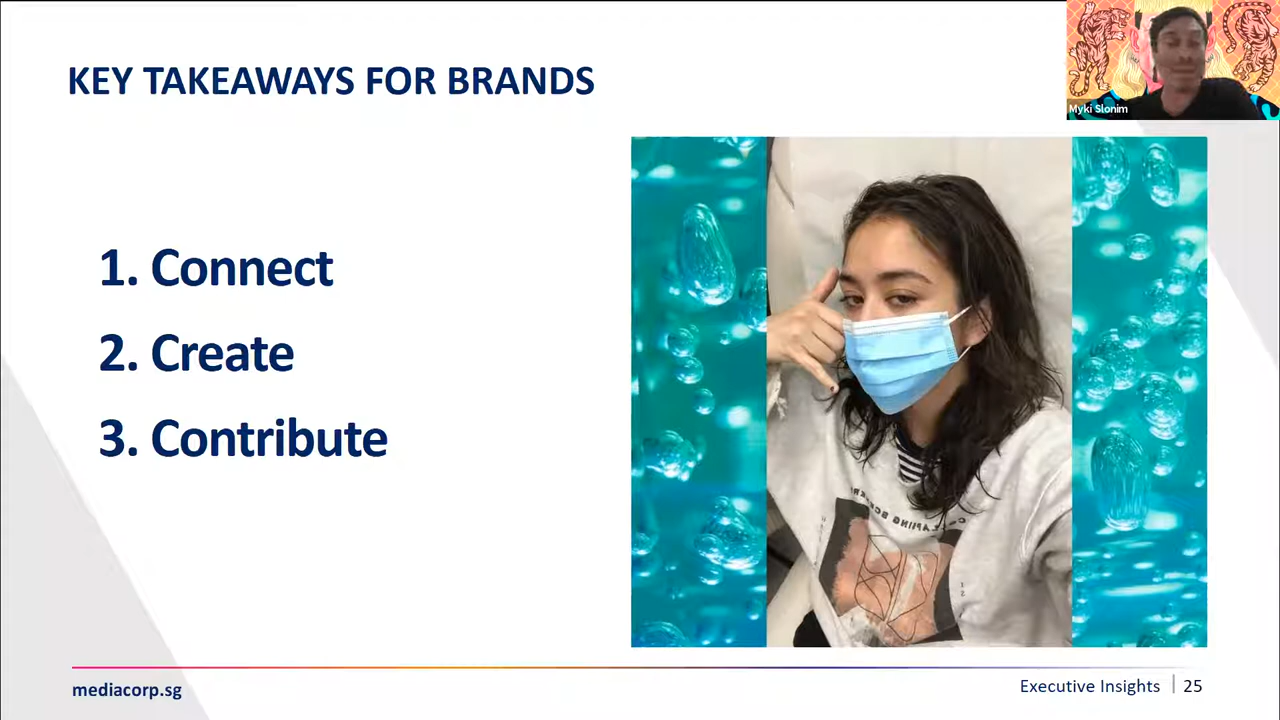 KEY TAKEAWAYS FOR BRANDS
Myki Slonim
1. Connect
2. Create
3. Contribute
mediacorp.sg
Executive Insights | 25